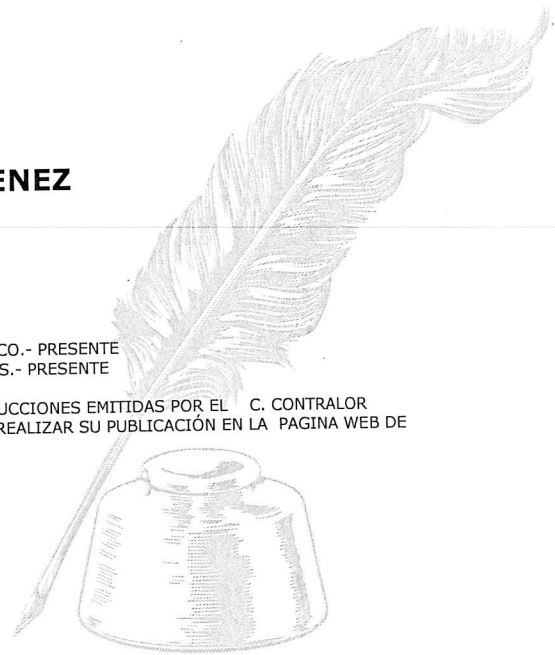 ENEZ
CO.- PRESENTE
S.- PRESENTE
UCCIONES EMITIDAS POR EL C. CONTRALOR
REALIZAR SU PUBLICACIÓN EN LA PAGINA WEB DE